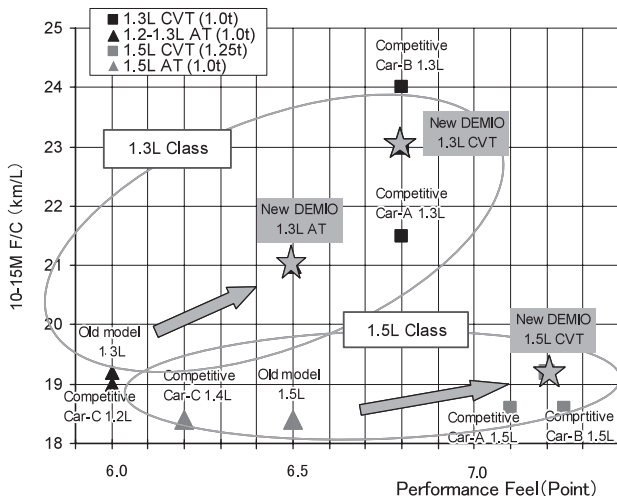 1.3L CVT (1.0t)
1.2-1.3L AT (1.0t)
1.5L CVT (1.25t)
1.5L AT (1.0t)
25
24
23
22
21
20
19
18
10-15M F/C (km/L)
Competitive
Car-B 1.3L
New DEMIO
1.3L CVT
1.3L Class
Competitive
Car-A 1.3L
New DEMIO
1.3L AT
Old model
1.3L
1.5L Class
New DEMIO
1.5L CVT
Competitive
Car-C 1.2L
Competitive
Car-C 1.4L
Old model
1.5L
Competitive
Car-A 1.5L
Comprtitive
Car-B 1.5L
6.0
6.5
7.0
Performance Feel(Point)